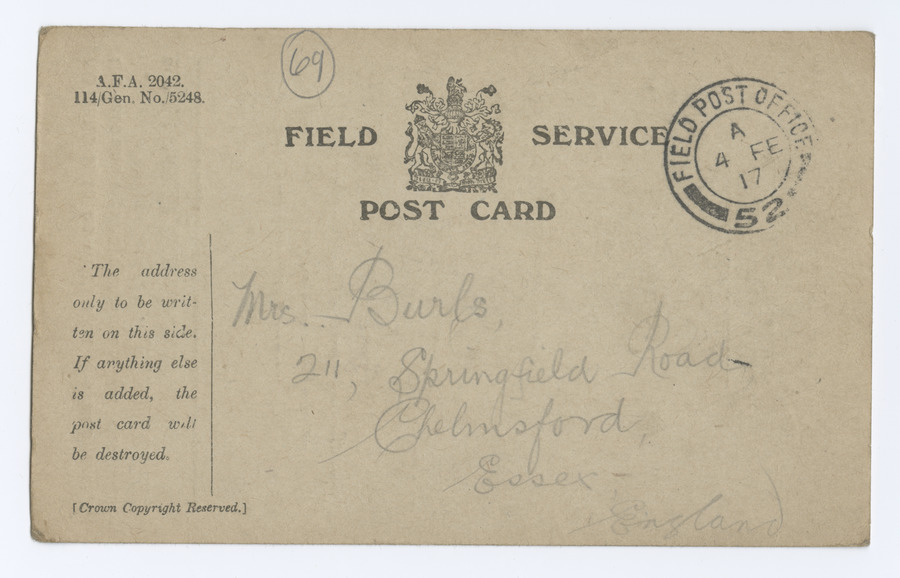 A.F.A. 2042.
114/Gen. No./5248.
69
FIELD SERVICE
POST CARD
FIELD POST OFFICE
A
4 FE
17
52
The address
only to be writ-
ten on this side.
If anything else
is added, the
post card will
be destroyed.
[Crown Copyright Reserved.]
Mrs. Burls,
211, Springfield Road
Chelmsford,
Essex -
England